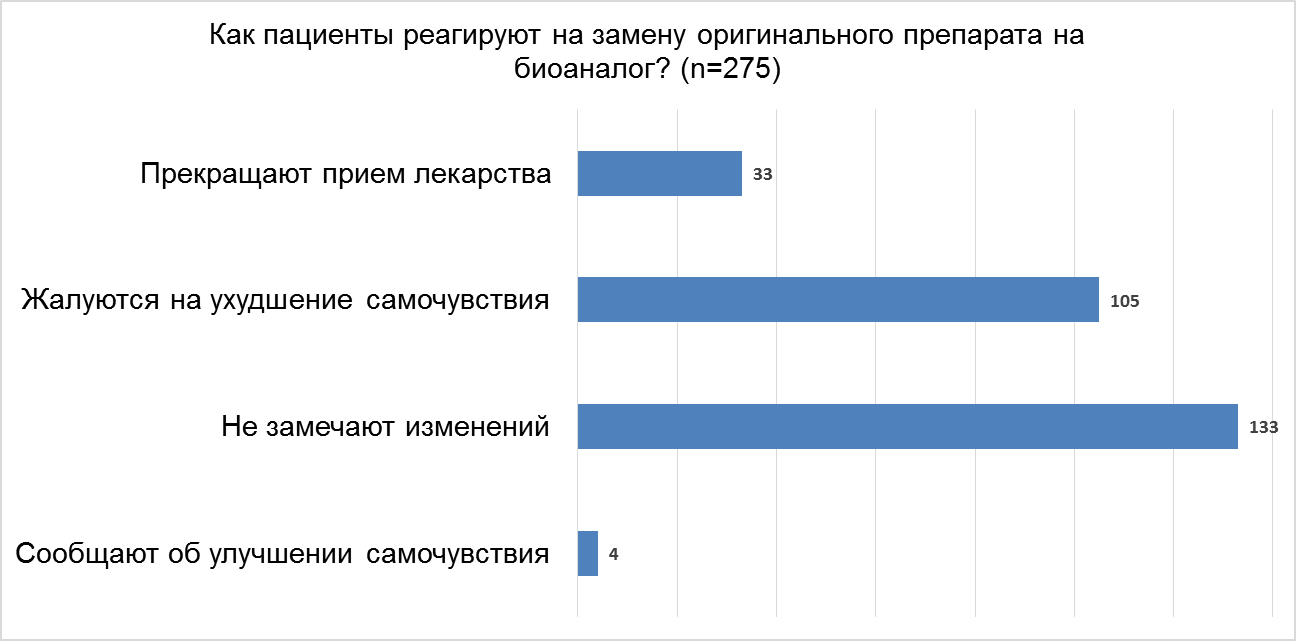 Как пациенты реагируют на замену оригинального препарата на
биоаналог? (n=275)
Прекращают прием лекарства
33
Жалуются на ухудшение самочувствия
105
Не замечают изменений
133
Сообщают об улучшении самочувствия
4